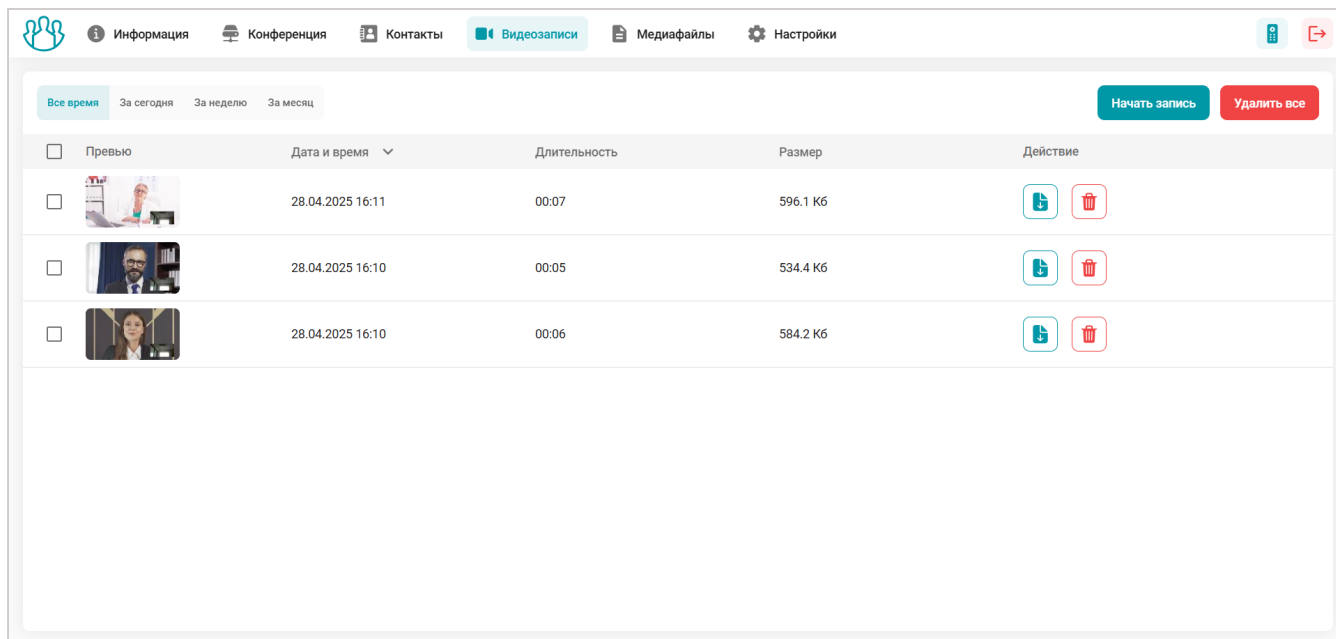 Информация Конференция Контакты Видеозаписи Медиафайлы Настройки
Все время За сегодня За неделю За месяц Начать запись Удалить все
Превью Дата и время Длительность Размер Действие
28.04.2025 16:11 00:07 596.1 Кб
28.04.2025 16:10 00:05 534.4 Кб
28.04.2025 16:10 00:06 584.2 Кб